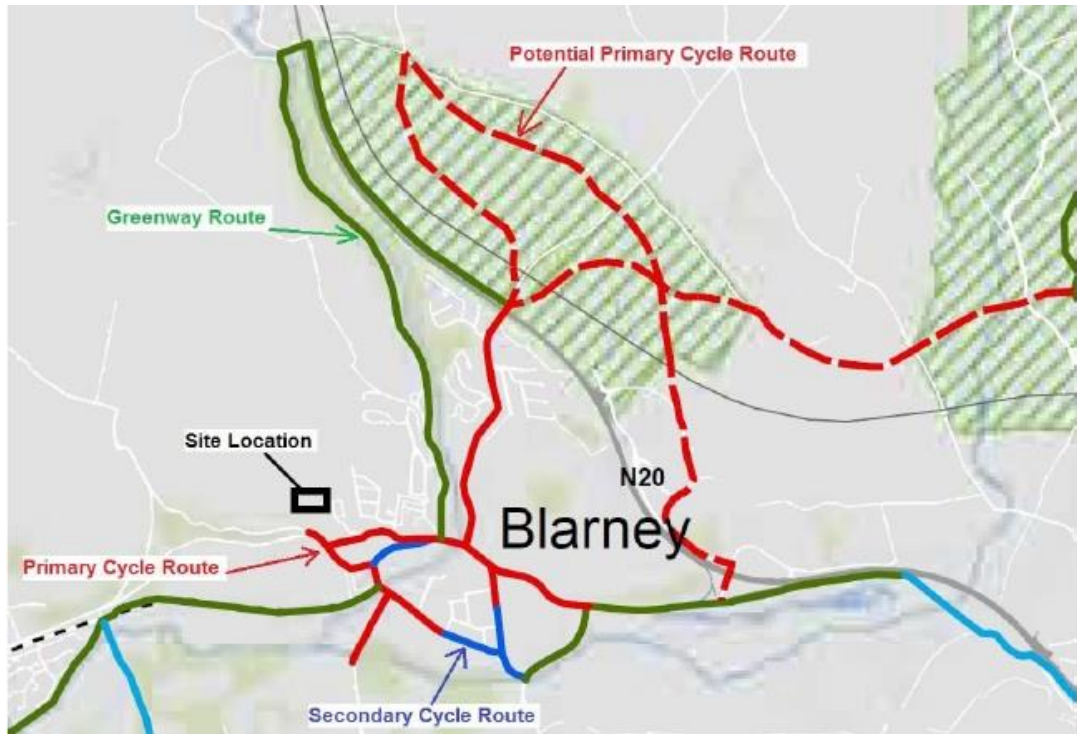 Potential Primary Cycle Route
Greenway Route
Site Location
N20
Blarney
Primary Cycle Route
Secondary Cycle Route